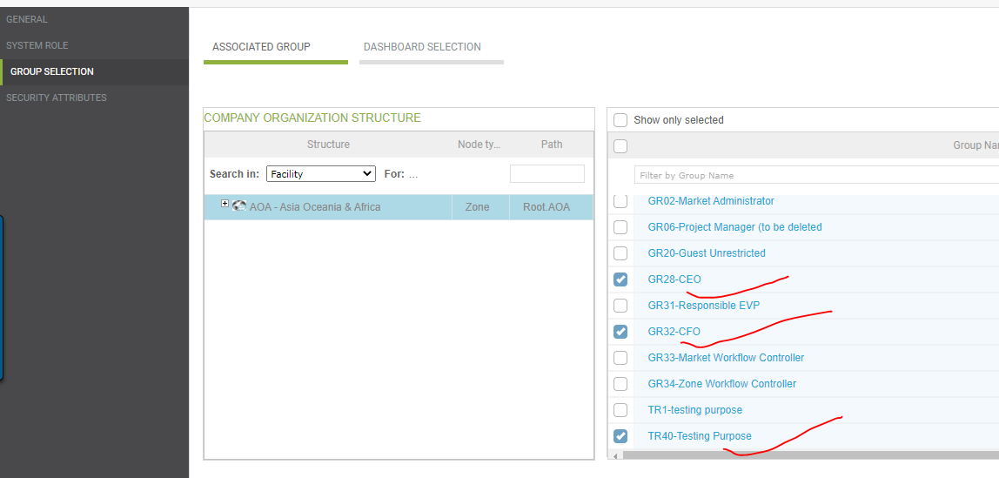 GENERAL
SYSTEM ROLE
GROUP SELECTION
SECURITY ATTRIBUTES
ASSOCIATED GROUP DASHBOARD SELECTION
COMPANY ORGANIZATION STRUCTURE
Structure Node ty... Path
Search in: Facility For: ...
AOA - Asia Oceania & Africa Zone Root.AOA
Show only selected
Group Nar
Filter by Group Name
GR02-Market Administrator
GR06-Project Manager (to be deleted
GR20-Guest Unrestricted
GR28-CEO
GR31-Responsible EVP
GR32-CFO
GR33-Market Workflow Controller
GR34-Zone Workflow Controller
TR1-testing purpose
TR40-Testing Purpose